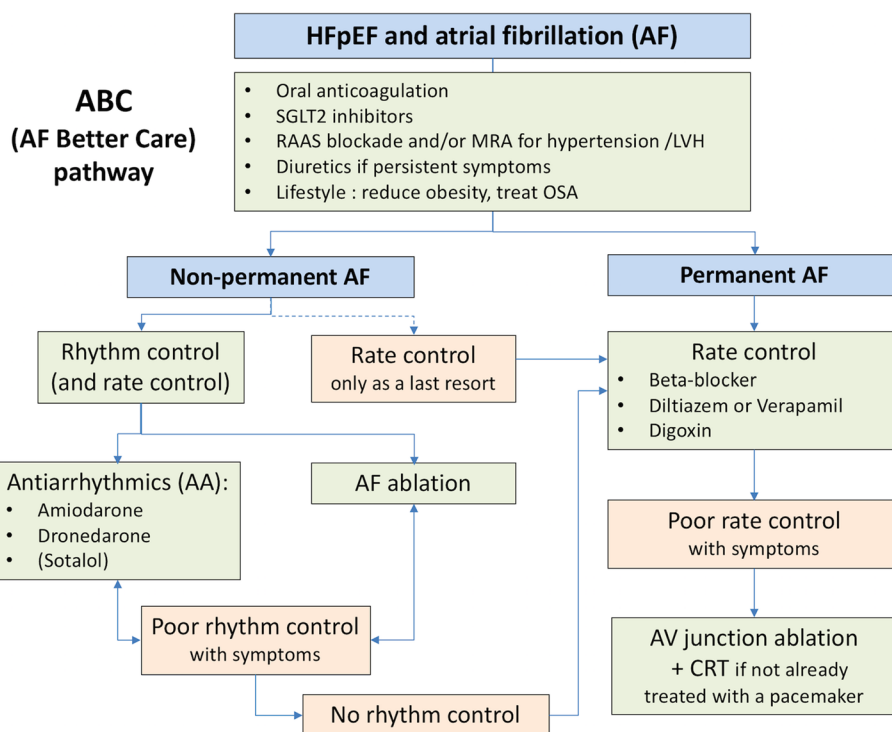 HFpEF and atrial fibrillation (AF)
ABC
(AF Better Care)
pathway
• Oral anticoagulation
• SGLT2 inhibitors
• RAAS blockade and/or MRA for hypertension /LVH
• Diuretics if persistent symptoms
• Lifestyle : reduce obesity, treat OSA
Non-permanent AF
Permanent AF
Rhythm control
(and rate control)
Rate control
only as a last resort
Rate control
• Beta-blocker
• Diltiazem or Verapamil
• Digoxin
Antiarrhythmics (AA):
• Amiodarone
• Dronedarone
• (Sotalol)
AF ablation
Poor rate control
with symptoms
Poor rhythm control
with symptoms
AV junction ablation
+ CRT if not already
treated with a pacemaker
No rhythm control